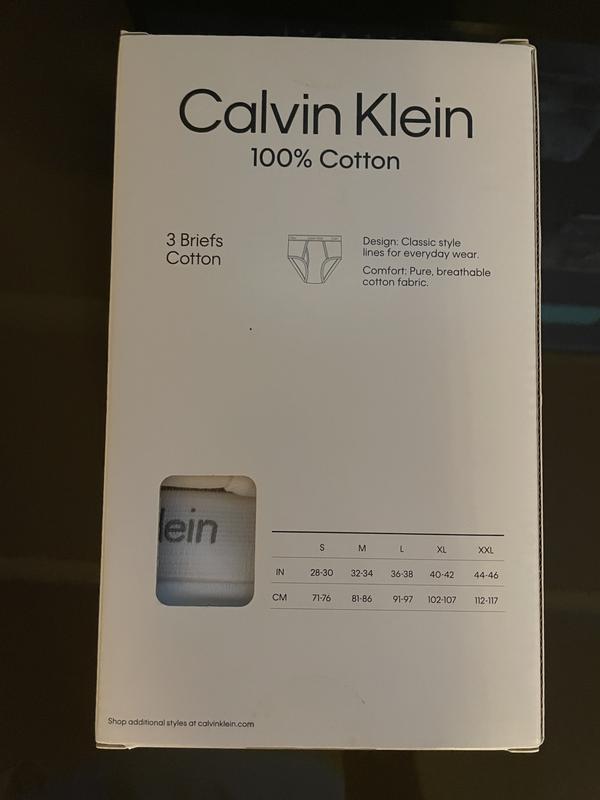 Calvin Klein
100% Cotton
3 Briefs
Cotton
Design: Classic style
lines for everyday wear.
Comfort: Pure, breathable
cotton fabric.
lein
S M L XL XXL
IN 28-30 32-34 36-38 40-42 44-46
CM 71-76 81-86 91-97 102-107 112-117
Shop additional styles at calvinklein.com